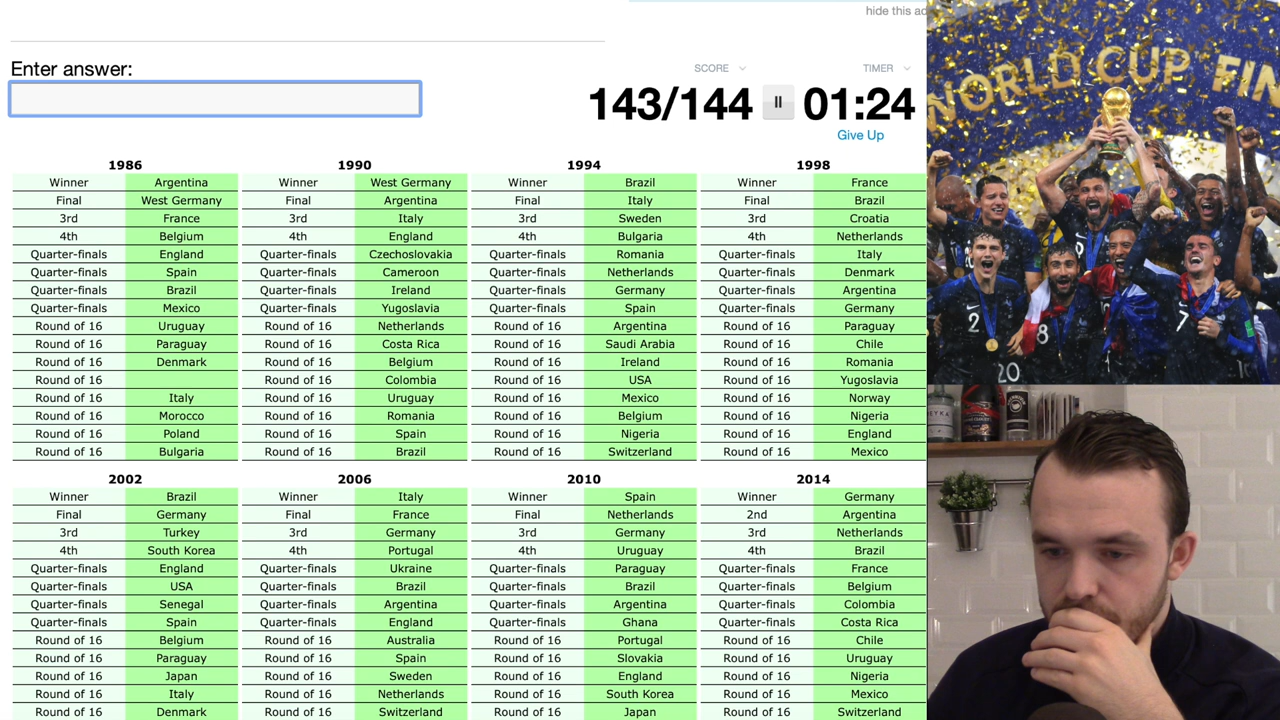 hide this ad
Enter answer:
SCORE
TIMER
143/144
01:24
Give Up
1986 1990 1994 1998
Winner Argentina Winner West Germany Winner Brazil Winner France
Final West Germany Final Argentina Final Italy Final Brazil
3rd France 3rd Italy 3rd Sweden 3rd Croatia
4th Belgium 4th England 4th Bulgaria 4th Netherlands
Quarter-finals England Quarter-finals Czechoslovakia Quarter-finals Romania Quarter-finals Italy
Quarter-finals Spain Quarter-finals Cameroon Quarter-finals Netherlands Quarter-finals Denmark
Quarter-finals Brazil Quarter-finals Ireland Quarter-finals Germany Quarter-finals Argentina
Quarter-finals Mexico Quarter-finals Yugoslavia Quarter-finals Spain Quarter-finals Germany
Round of 16 Uruguay Round of 16 Netherlands Round of 16 Argentina Round of 16 Paraguay
Round of 16 Paraguay Round of 16 Costa Rica Round of 16 Saudi Arabia Round of 16 Chile
Round of 16 Denmark Round of 16 Belgium Round of 16 Ireland Round of 16 Romania
Round of 16 Round of 16 Colombia Round of 16 USA Round of 16 Yugoslavia
Round of 16 Italy Round of 16 Uruguay Round of 16 Mexico Round of 16 Norway
Round of 16 Morocco Round of 16 Romania Round of 16 Belgium Round of 16 Nigeria
Round of 16 Poland Round of 16 Spain Round of 16 Nigeria Round of 16 England
Round of 16 Bulgaria Round of 16 Brazil Round of 16 Switzerland Round of 16 Mexico
2002 2006 2010 2014
Winner Brazil Winner Italy Winner Spain Winner Germany
Final Germany Final France Final Netherlands 2nd Argentina
3rd Turkey 3rd Germany 3rd Germany 3rd Netherlands
4th South Korea 4th Portugal 4th Uruguay 4th Brazil
Quarter-finals England Quarter-finals Ukraine Quarter-finals Paraguay Quarter-finals France
Quarter-finals USA Quarter-finals Brazil Quarter-finals Brazil Quarter-finals Belgium
Quarter-finals Senegal Quarter-finals Argentina Quarter-finals Argentina Quarter-finals Colombia
Quarter-finals Spain Quarter-finals England Quarter-finals Ghana Quarter-finals Costa Rica
Round of 16 Belgium Round of 16 Australia Round of 16 Portugal Round of 16 Chile
Round of 16 Paraguay Round of 16 Spain Round of 16 Slovakia Round of 16 Uruguay
Round of 16 Japan Round of 16 Sweden Round of 16 England Round of 16 Nigeria
Round of 16 Italy Round of 16 Netherlands Round of 16 South Korea Round of 16 Mexico
Round of 16 Denmark Round of 16 Switzerland Round of 16 Japan Round of 16 Switzerland
WORLD CUP FIN
2
8
9
7
20